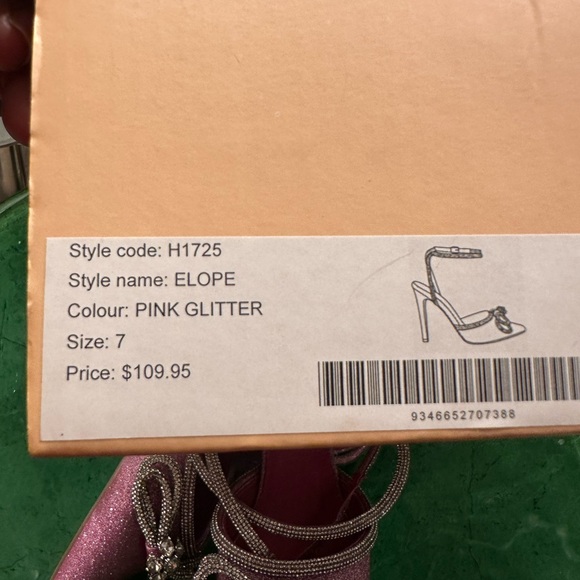 Style code: H1725
Style name: ELOPE
Colour: PINK GLITTER
Size: 7
Price: $109.95
9346652707388